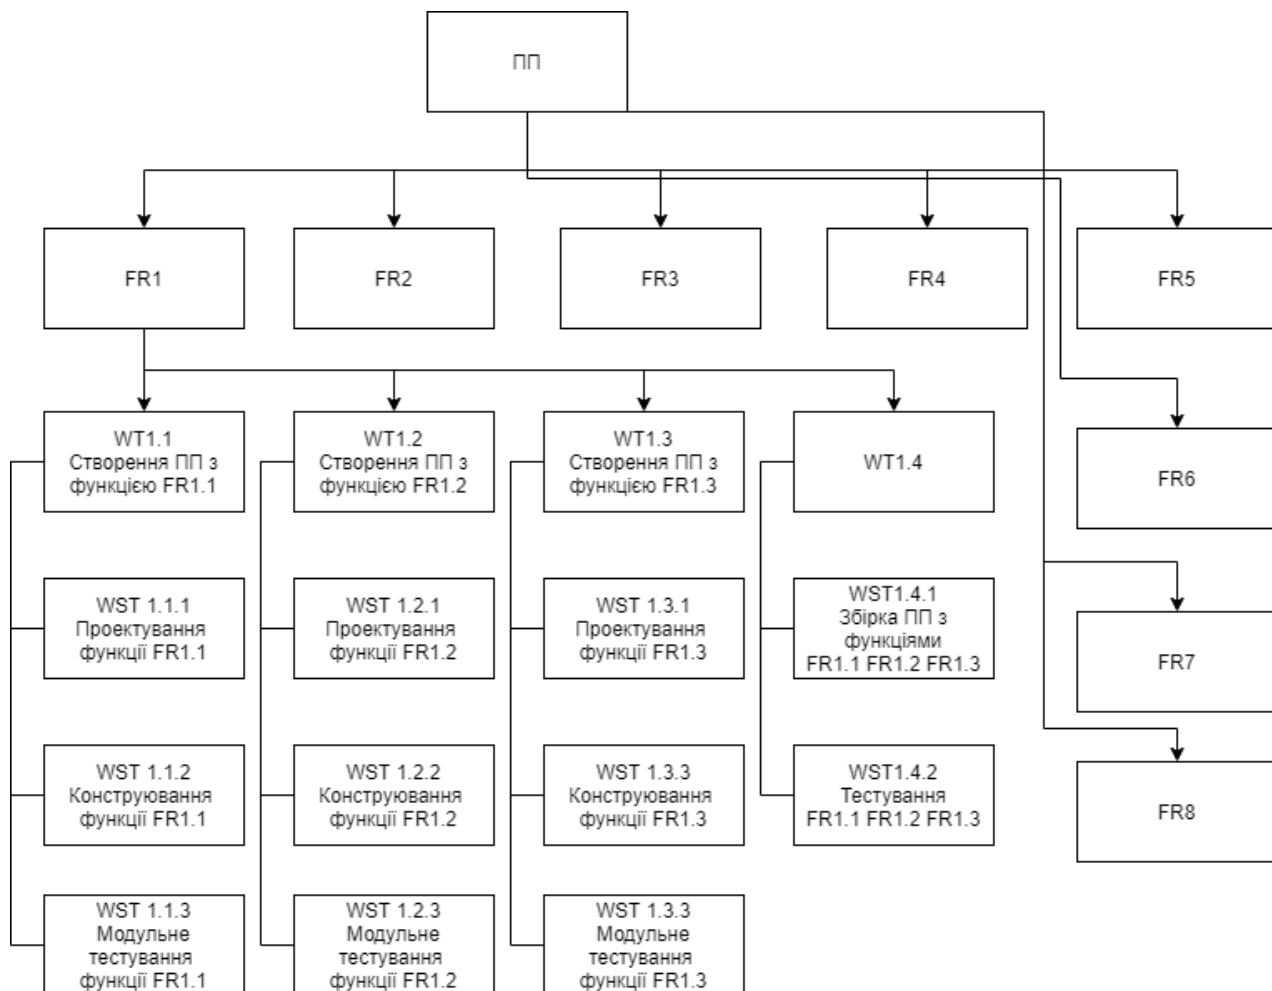 ПП
FR1
FR2
FR3
FR4
FR5
WT1.1
Створення ПП з
функцією FR1.1
WT1.2
Створення ПП з
функцією FR1.2
WT1.3
Створення ПП з
функцією FR1.3
WT1.4
FR6
WST 1.1.1
Проектування
функції FR1.1
WST 1.2.1
Проектування
функції FR1.2
WST 1.3.1
Проектування
функції FR1.3
WST1.4.1
Збірка ПП з
функціями
FR1.1 FR1.2 FR1.3
FR7
WST 1.1.2
Конструювання
функції FR1.1
WST 1.2.2
Конструювання
функції FR1.2
WST 1.3.3
Конструювання
функції FR1.3
WST1.4.2
Тестування
FR1.1 FR1.2 FR1.3
FR8
WST 1.1.3
Модульне
тестування
функції FR1.1
WST 1.2.3
Модульне
тестування
функції FR1.2
WST 1.3.3
Модульне
тестування
функції FR1.3